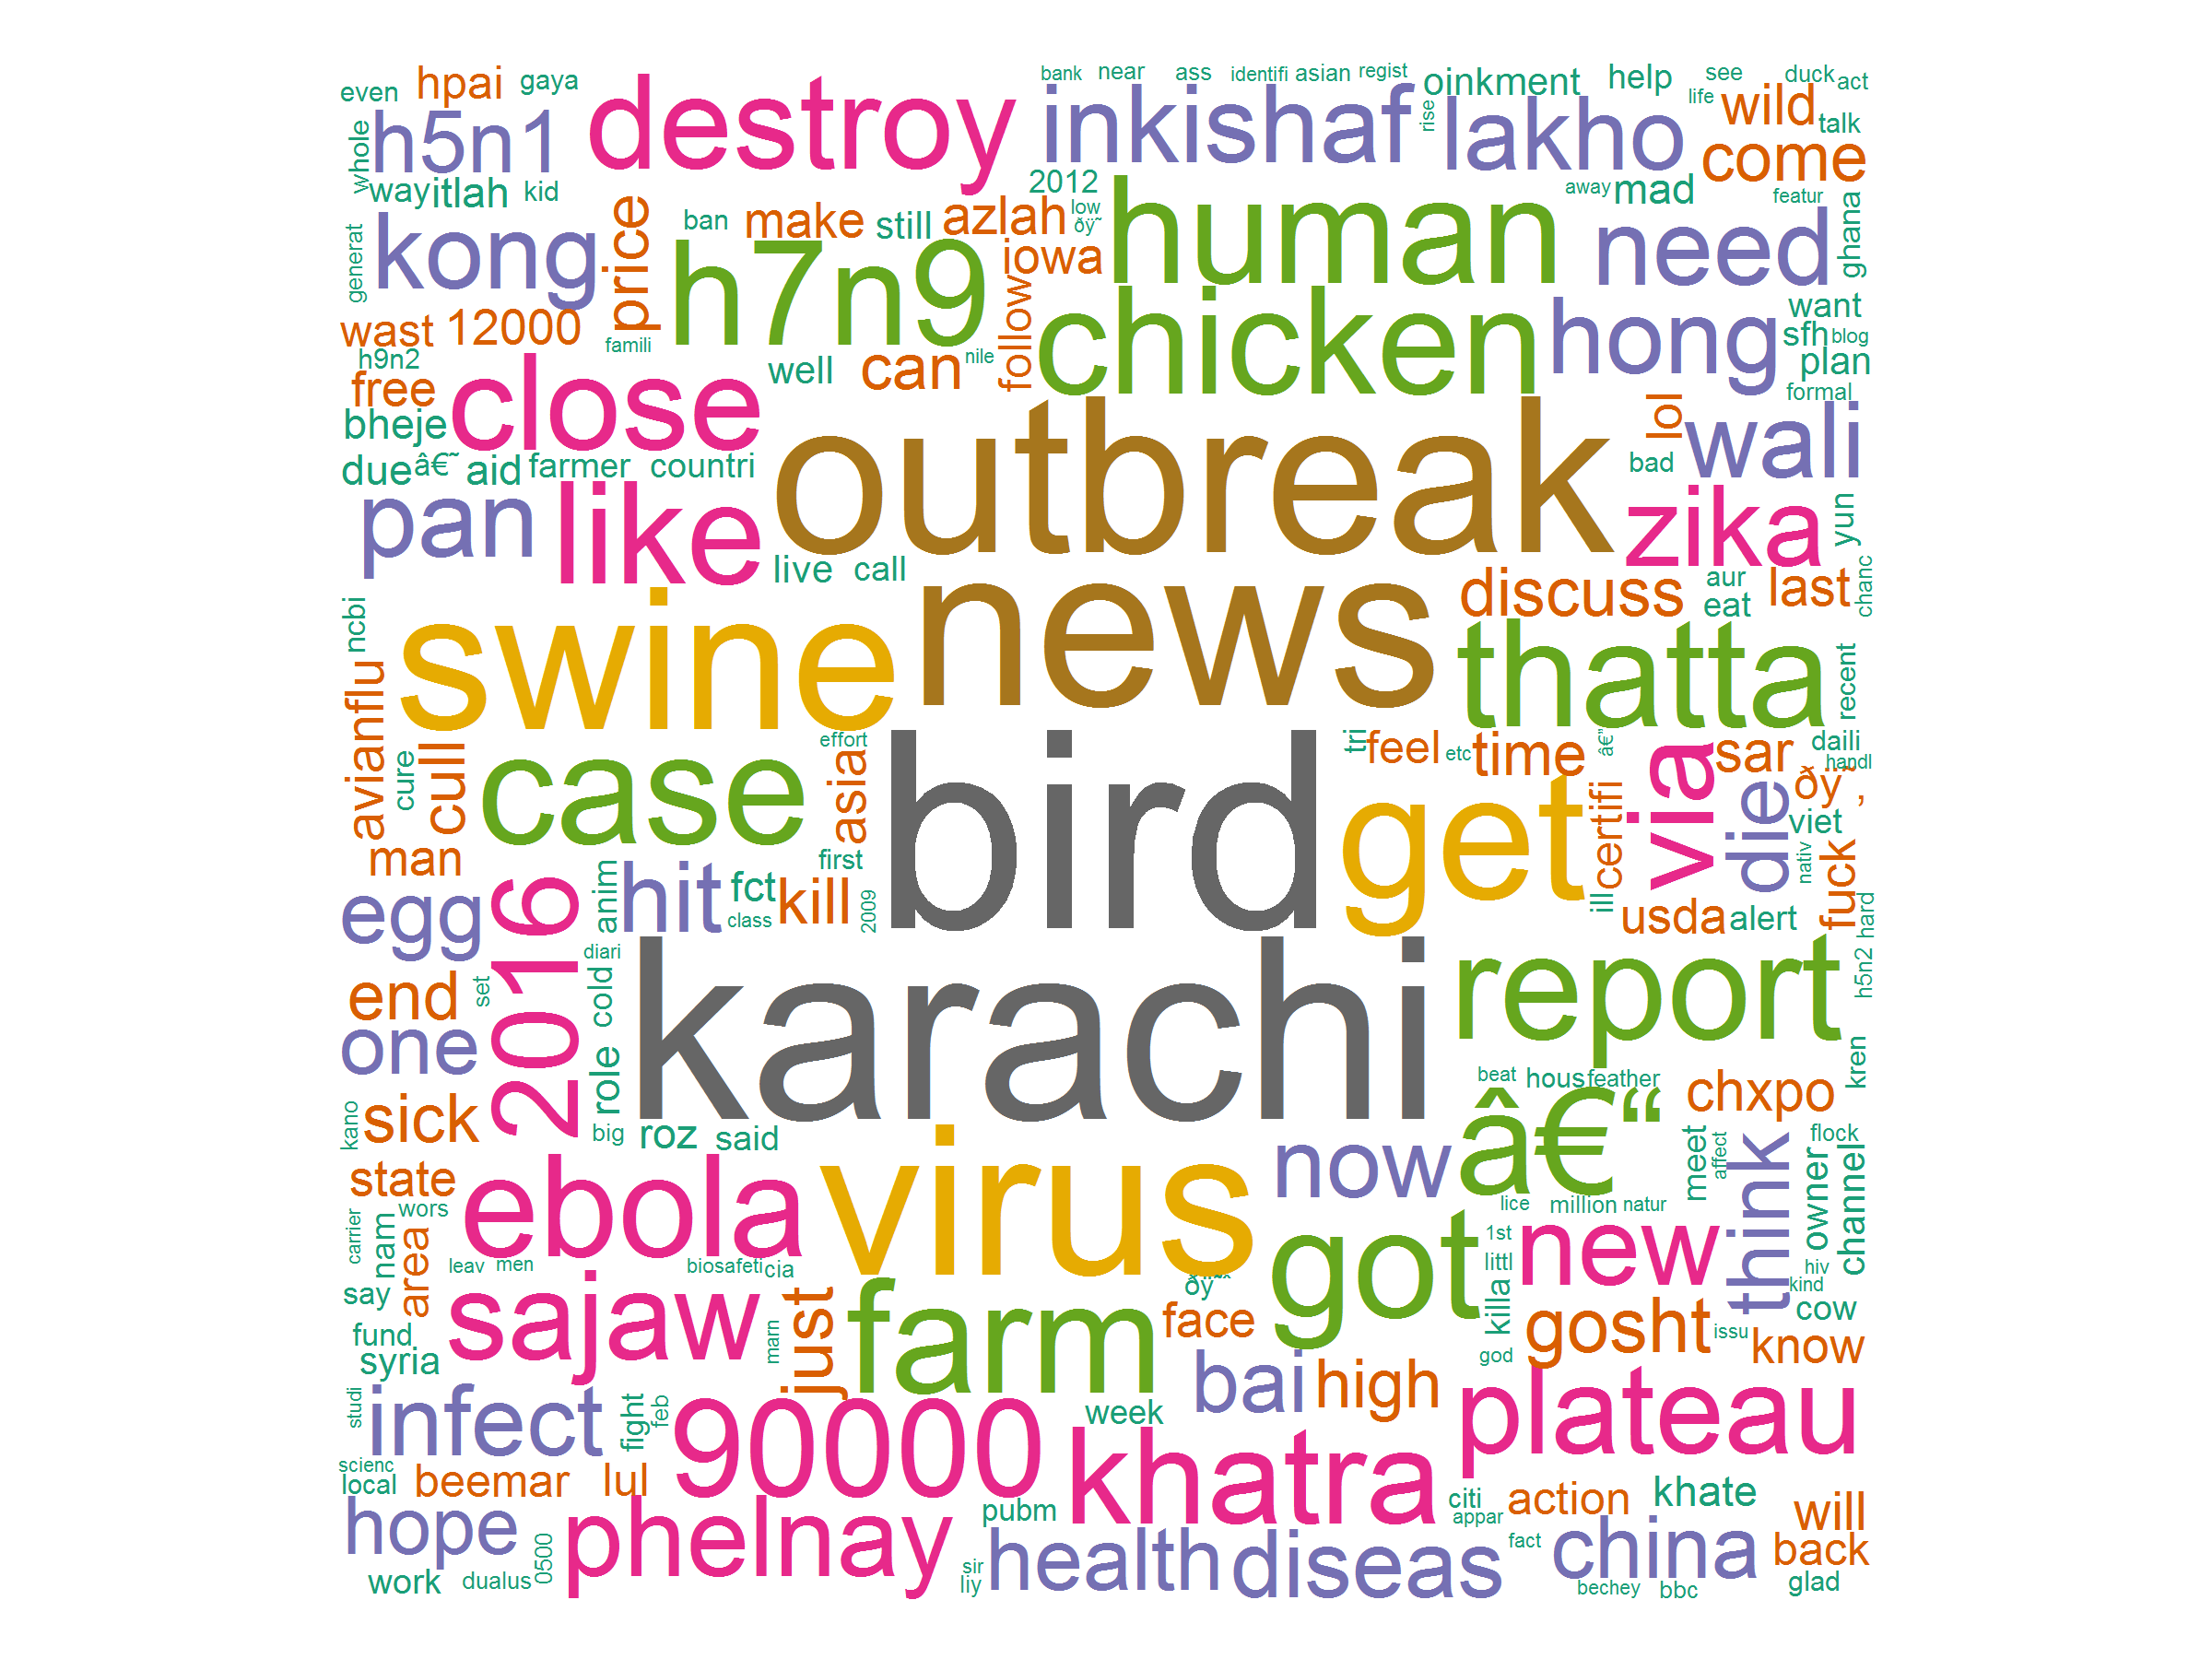 even hpai gaya destroy inkishaf lakho bank near ass identifi asian regist oinkment help see life duck act
h5n1 whole rise wild talk come
way itlah kid 2012 away mad featur
kong generat price ban make still azlah low ðŸ˜ human need ghana
h7n9 iowa follow
wast 12000 famili chicken hong want sfh blog plan
h9n2 free close well can nile formal
bheje outbreak lol wali
due â€˜ aid farmer countri bad
pan like zika yun
live call news discuss aur eat last chanc
ncbi swine thatta recent
avianflu cure cull case effort asia bird tri feel etc time â€” via sar daili handl
get certifi die ðŸ˜‚ viet
man first nativ
egg anim hit fct class kill 2009 ill usda alert fuck hard
2016 diari karachi report h5n2
end set cold
one role beat hous feather chxpo kren
kano sick big roz said virus now â€“ meet affect think flock owner channel
state ebola lice million natur
carrier wors nam area leav men biosafeti cia ðŸ˜· got 1st littl new hiv kind
say sajaw just farm face killa gosht cow
fund marn issu
syria god know
studi infect fight feb 90000 bai high plateau
week khatra
scienc local beemar lul citi action khate
hope phelnay pubm appar will
work dualus 0500 sir liy health diseas fact china back
bechey bbc glad